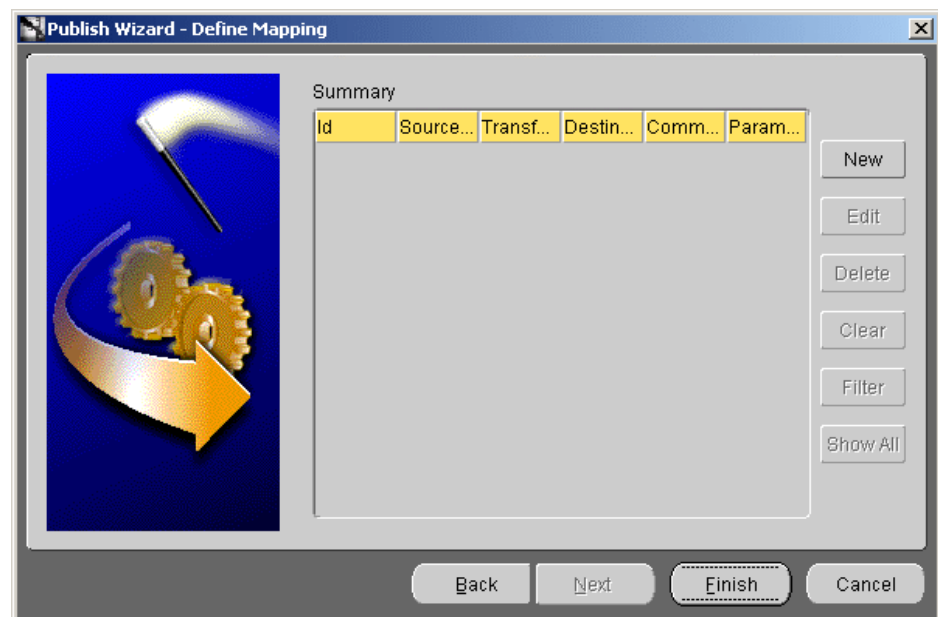 Publish Wizard - Define Mapping
Summary
Id Source... Transf... Destin... Comm... Param...
New
Edit
Delete
Clear
Filter
Show All
Back Next Finish Cancel